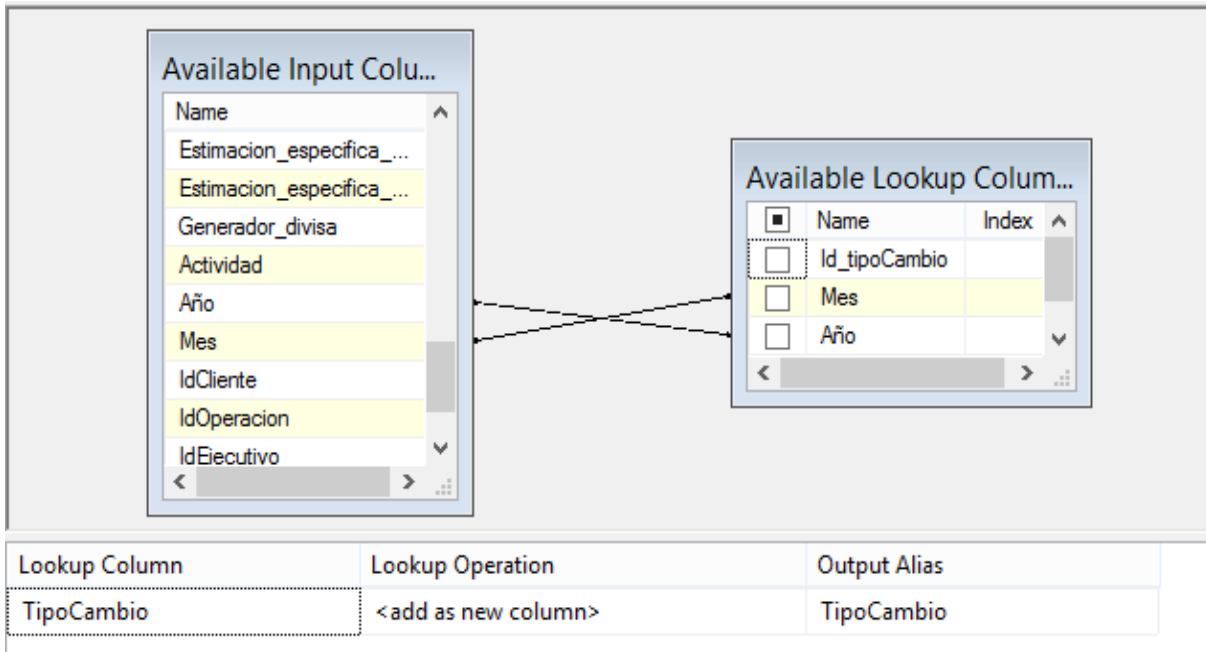 Available Input Colu...
Name
Estimacion_especifica_...
Estimacion_especifica_...
Generador_divisa
Actividad
Año
Mes
IdCliente
IdOperacion
IdEjecutivo
Available Lookup Colum...
Name Index
Id_tipoCambio
Mes
Año
Lookup Column Lookup Operation Output Alias
TipoCambio <add as new column> TipoCambio